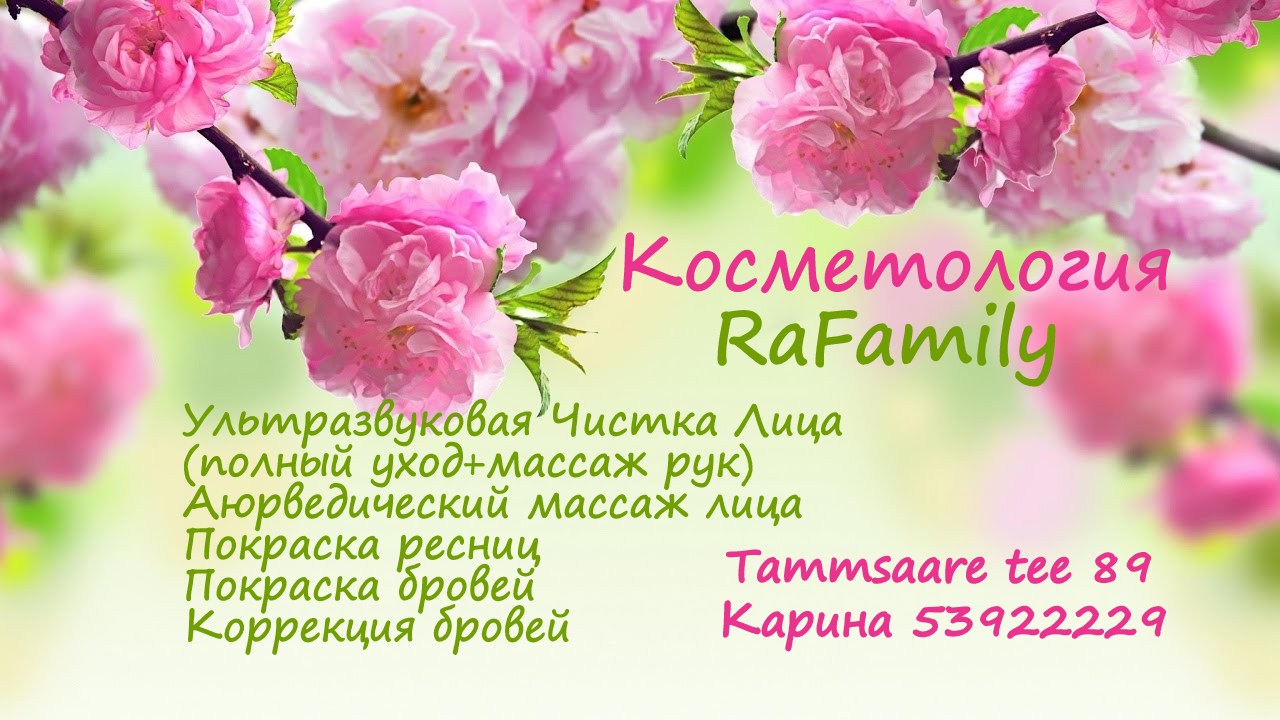 Косметология
RaFamily
Ультразвуковая Чистка Лица
(полный уход+массаж рук)
Аюрведический массаж лица
Покраска ресниц
Покраска бровей
Коррекция бровей
Tammsaare tee 89
Карина 53922229